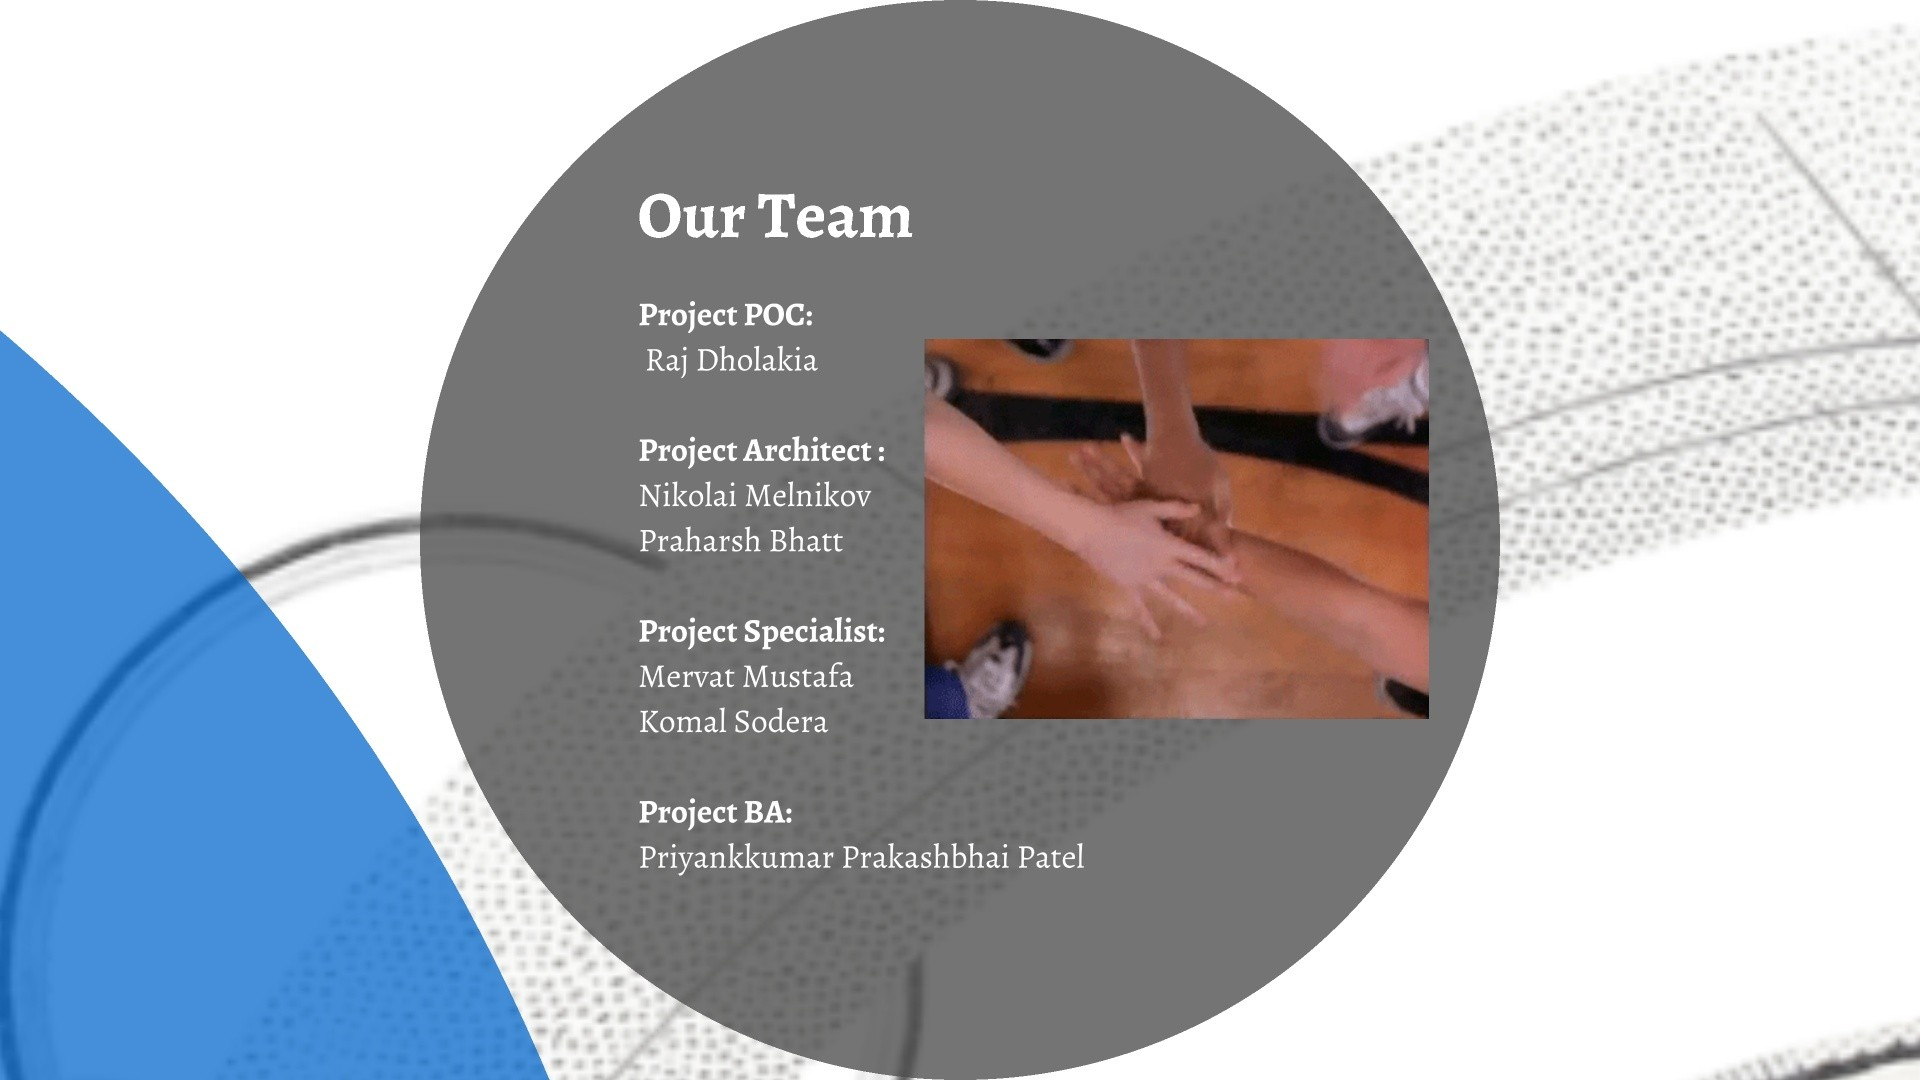 Our Team
Project POC:
Raj Dholakia
Project Architect :
Nikolai Melnikov
Praharsh Bhatt
Project Specialist:
Mervat Mustafa
Komal Sodera
Project BA:
Priyankkumar Prakashbhai Patel